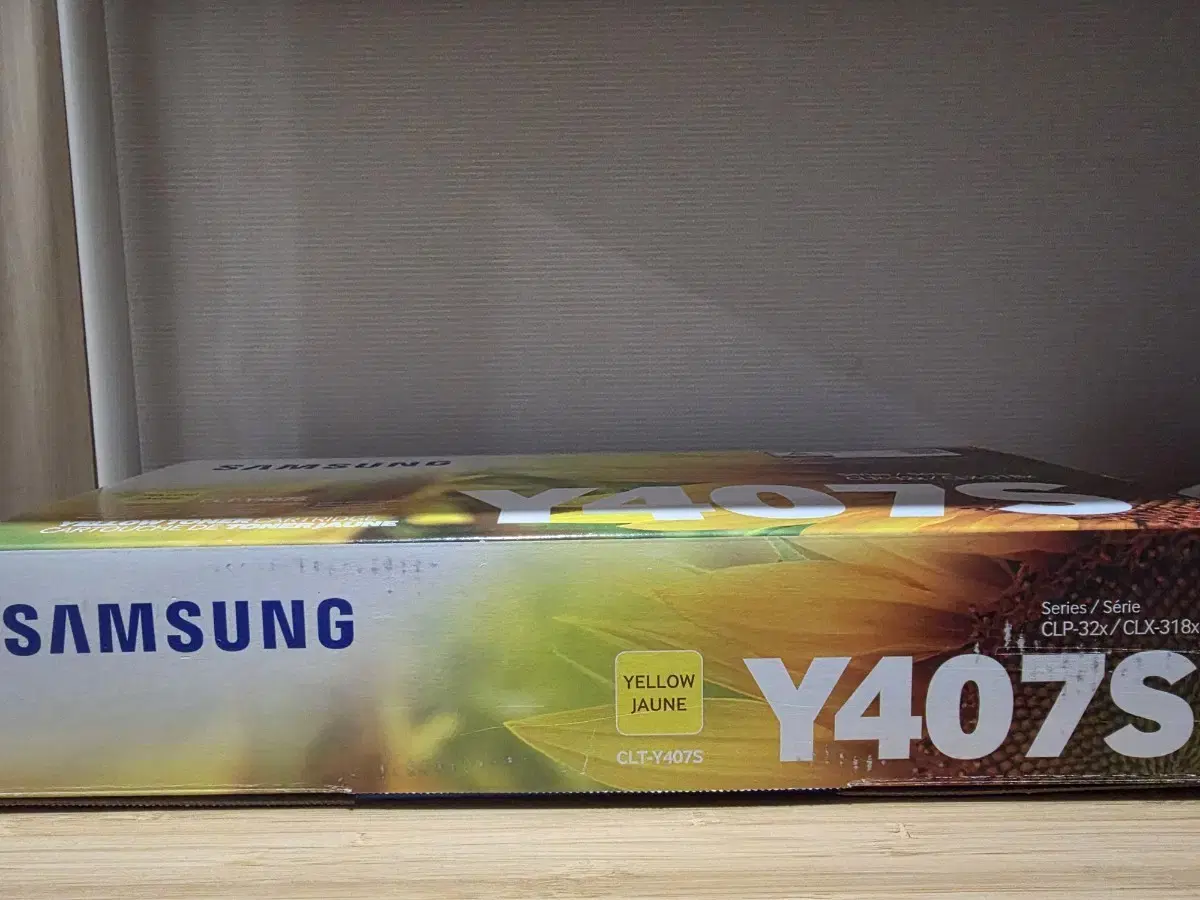 SAMSUNG
Y407S
SAMSUNG
YELLOW
JAUNE
CLT-Y407S
Series / Série
CLP-32x / CLX-318x
Y407S